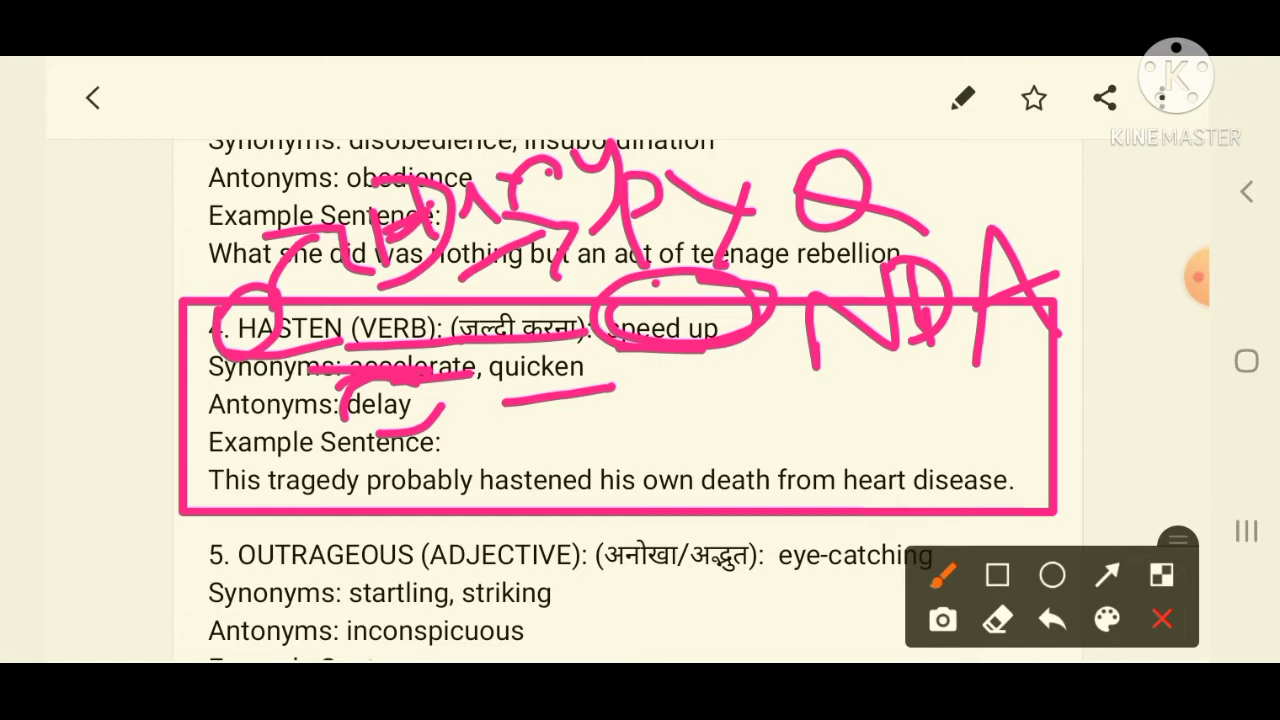 KINEMASTER
Synonyms: disobedience, insubordination
Antonyms: obedience
Example Sentence:
What she did was nothing but an act of teenage rebellion.
PYQ
NDA
4. HASTEN (VERB): (जल्दी करना): speed up
Synonyms: accelerate, quicken
Antonyms: delay
Example Sentence:
This tragedy probably hastened his own death from heart disease.
5. OUTRAGEOUS (ADJECTIVE): (अनोखा/अद्भुत): eye-catching
Synonyms: startling, striking
Antonyms: inconspicuous